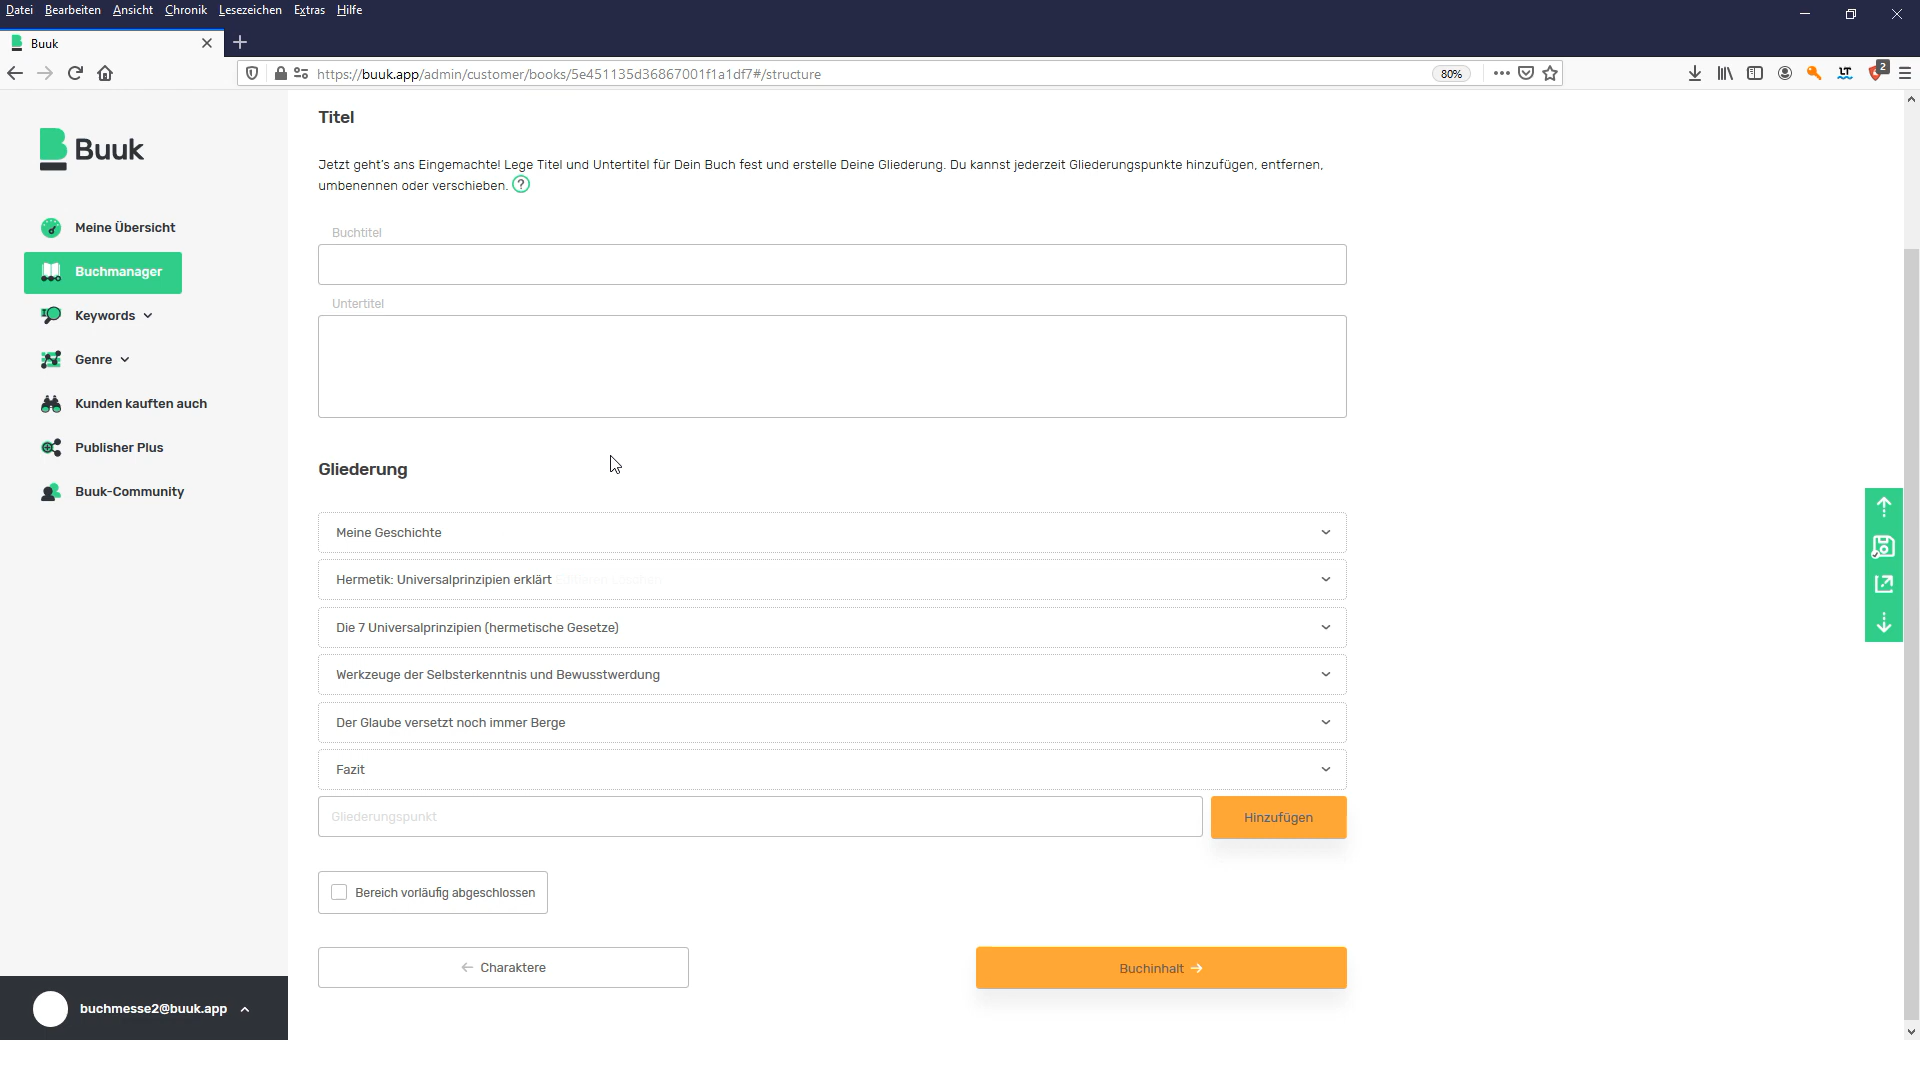 Datei Bearbeiten Ansicht Chronik Lesezeichen Extras Hilfe
Buuk
https://buuk.app/admin/customer/books/5e451135d36867001f1a1df7#/structure
80%
LT
2
Buuk
Meine Übersicht
Buchmanager
Keywords
Genre
Kunden kauften auch
Publisher Plus
Buuk-Community
buchmesse2@buuk.app
Titel
Jetzt geht's ans Eingemachte! Lege Titel und Untertitel für Dein Buch fest und erstelle Deine Gliederung. Du kannst jederzeit Gliederungspunkte hinzufügen, entfernen,
umbenennen oder verschieben. ?
Buchtitel
Untertitel
Gliederung
Meine Geschichte
Hermetik: Universalprinzipien erklärt
Die 7 Universalprinzipien (hermetische Gesetze)
Werkzeuge der Selbsterkenntnis und Bewusstwerdung
Der Glaube versetzt noch immer Berge
Fazit
Gliederungspunkt
Hinzufügen
Bereich vorläufig abgeschlossen
← Charaktere
Buchinhalt →